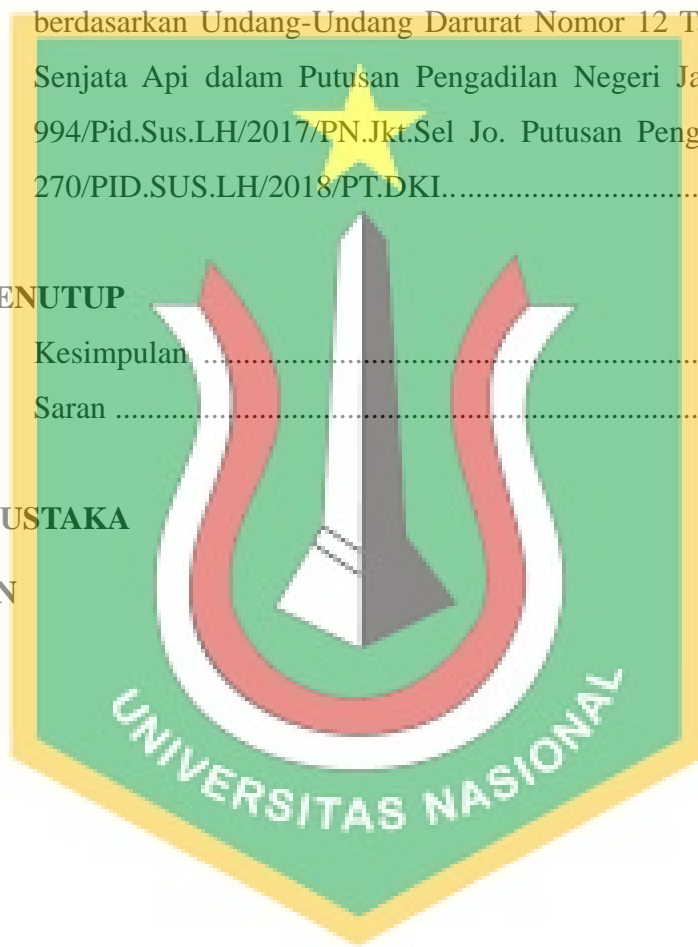 berdasarkan Undang-Undang Darurat Nomor 12 T
Senjata Api dalam Putusan Pengadilan Negeri Ja
994/Pid.Sus.LH/2017/PN.Jkt.Sel Jo. Putusan Peng
270/PID.SUS.LH/2018/PT.DKI..............................
ENUTUP
Kesimpulan ..............................................................
Saran ..........................................................................
USTAKA
N
UNIVERSITAS NASIONAL